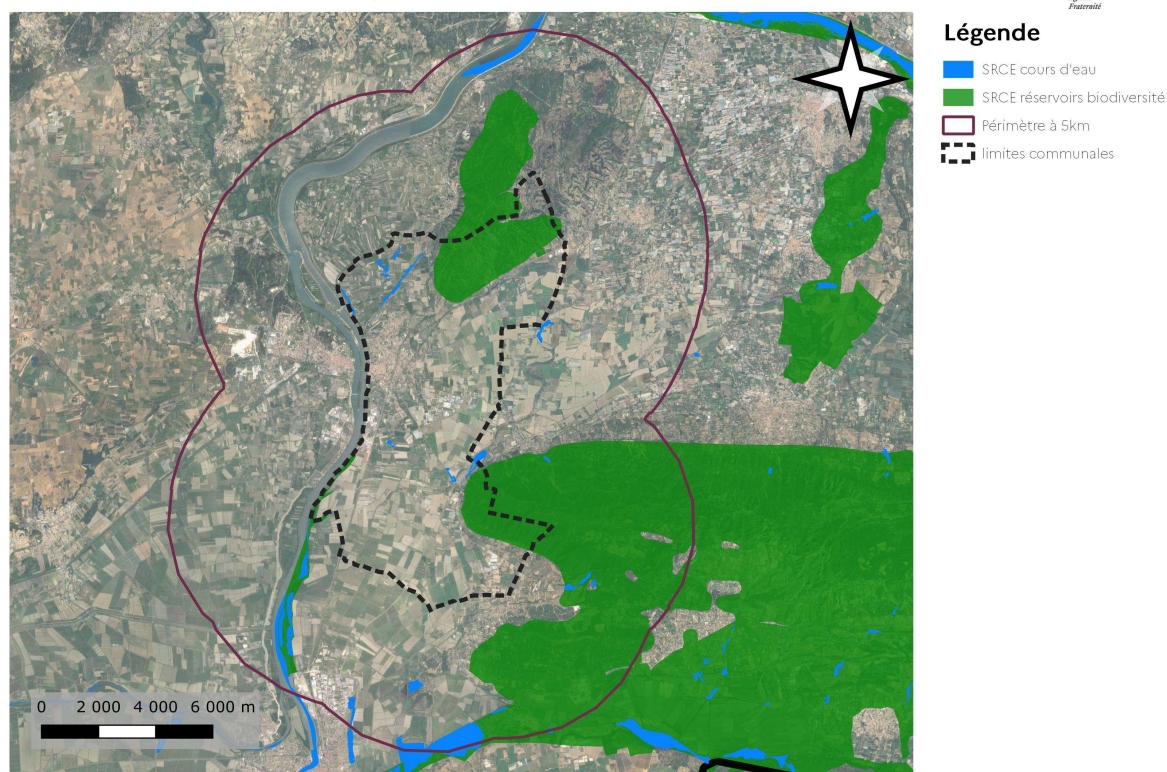 Fraternité
Légende
SRCE cours d'eau
SRCE réservoirs biodiversité
Périmètre à 5km
limites communales
0 2 000 4 000 6 000 m